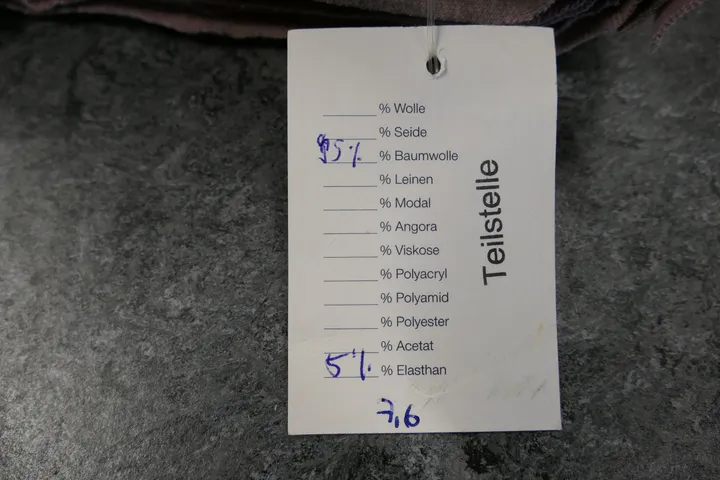 % Wolle
% Seide
95% % Baumwolle
% Leinen
% Modal
% Angora
% Viskose
% Polyacryl
% Polyamid
% Polyester
% Acetat
5% % Elasthan
7,6
Teilstelle